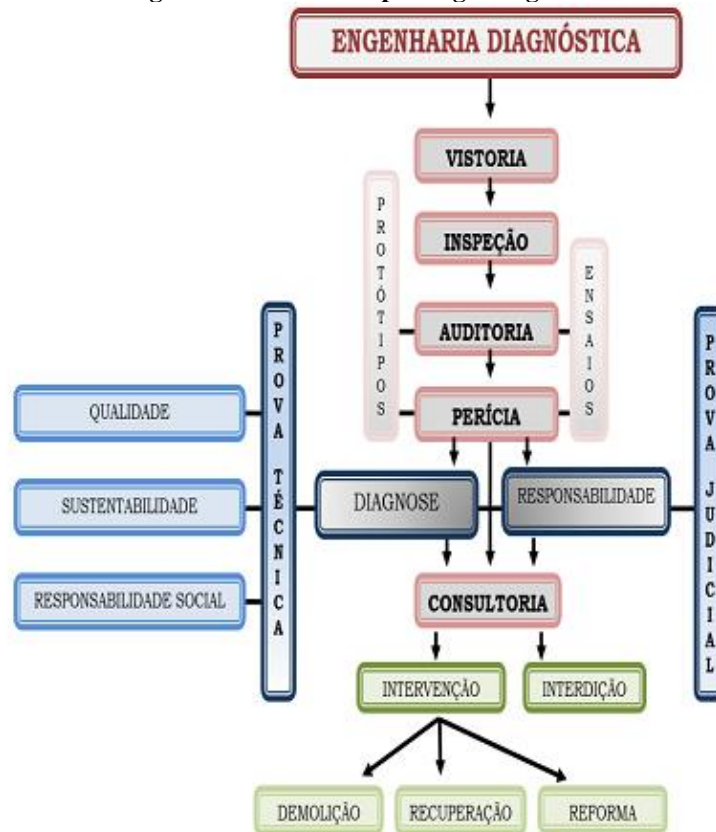 ENGENHARIA DIAGNÓSTICA
VISTORIA
PROTÓTIPOS
INSPEÇÃO
ENSAIOS
AUDITORIA
PROVA TÉCNICA
PROVA JUDICIAL
QUALIDADE
PERÍCIA
SUSTENTABILIDADE
DIAGNOSE
RESPONSABILIDADE
RESPONSABILIDADE SOCIAL
CONSULTORIA
INTERVENÇÃO
INTERDIÇÃO
DEMOLIÇÃO
RECUPERAÇÃO
REFORMA